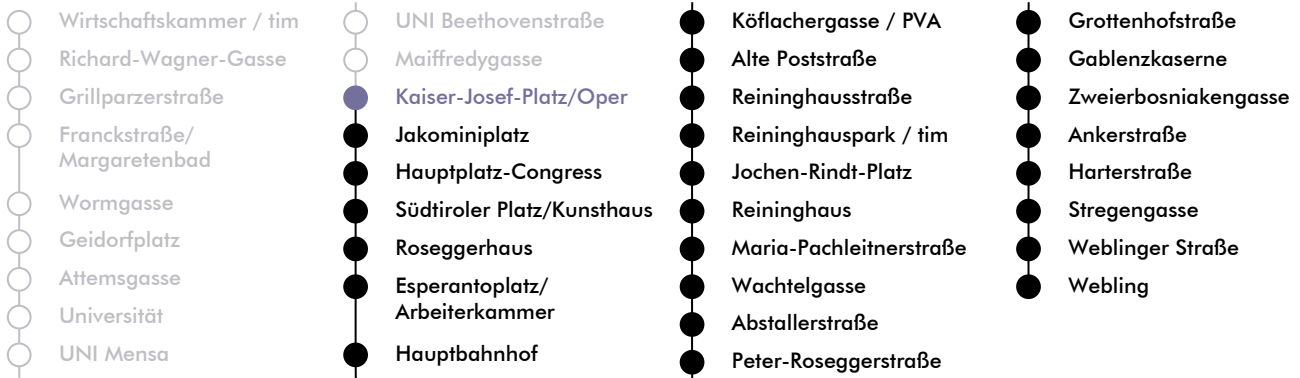 Wirtschaftskammer / tim
Richard-Wagner-Gasse
Grillparzerstraße
Franckstraße/
Margaretenbad
Wormgasse
Geidorfplatz
Attemsgasse
Universität
UNI Mensa
UNI Beethovenstraße
Maiffredygasse
Kaiser-Josef-Platz/Oper
Jakominiplatz
Hauptplatz-Congress
Südtiroler Platz/Kunsthaus
Roseggerhaus
Esperantoplatz/
Arbeiterkammer
Hauptbahnhof
Köflachergasse / PVA
Alte Poststraße
Reininghausstraße
Reininghauspark / tim
Jochen-Rindt-Platz
Reininghaus
Maria-Pachleitnerstraße
Wachtelgasse
Abstallerstraße
Peter-Roseggerstraße
Grottenhofstraße
Gablenzkaserne
Zweierbosniakengasse
Ankerstraße
Harterstraße
Stregengasse
Weblinger Straße
Webling